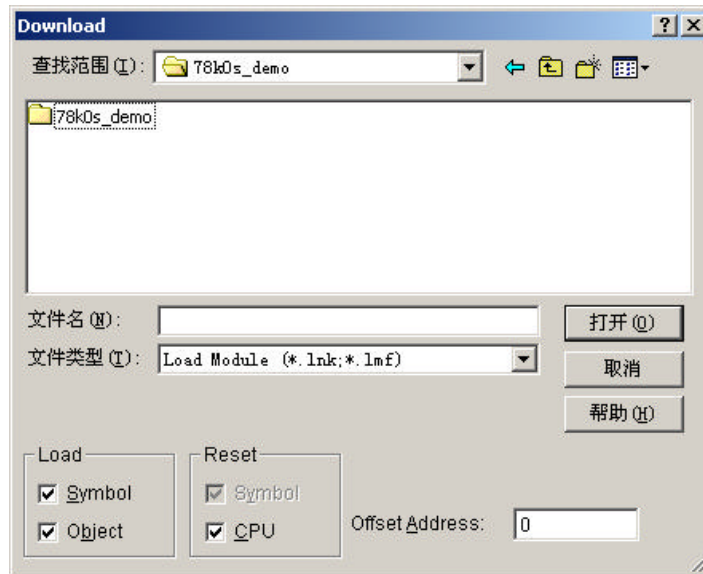 Download
查找范围(I): 78k0s_demo
78k0s_demo
文件名(N):
打开(O)
文件类型(T): Load Module (*.lnk;*.lmf)
取消
帮助(H)
Load
Reset
Symbol
Symbol
Object
CPU
Offset Address: 0